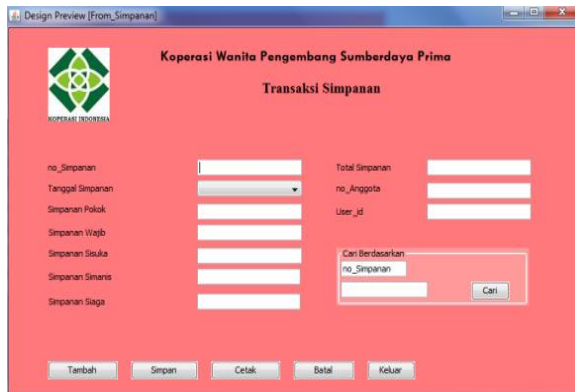 Design Preview [From_Simpanan]
Koperasi Wanita Pengembang Sumberdaya Prima
Transaksi Simpanan
KOPERASI INDONESIA
no_Simpanan
Tanggal Simpanan
Simpanan Pokok
Simpanan Wajib
Simpanan Sisuka
Simpanan Simanis
Simpanan Siaga
Total Simpanan
no_Anggota
User_id
Cari Berdasarkan
no_Simpanan
Cari
Tambah Simpan Cetak Batal Keluar